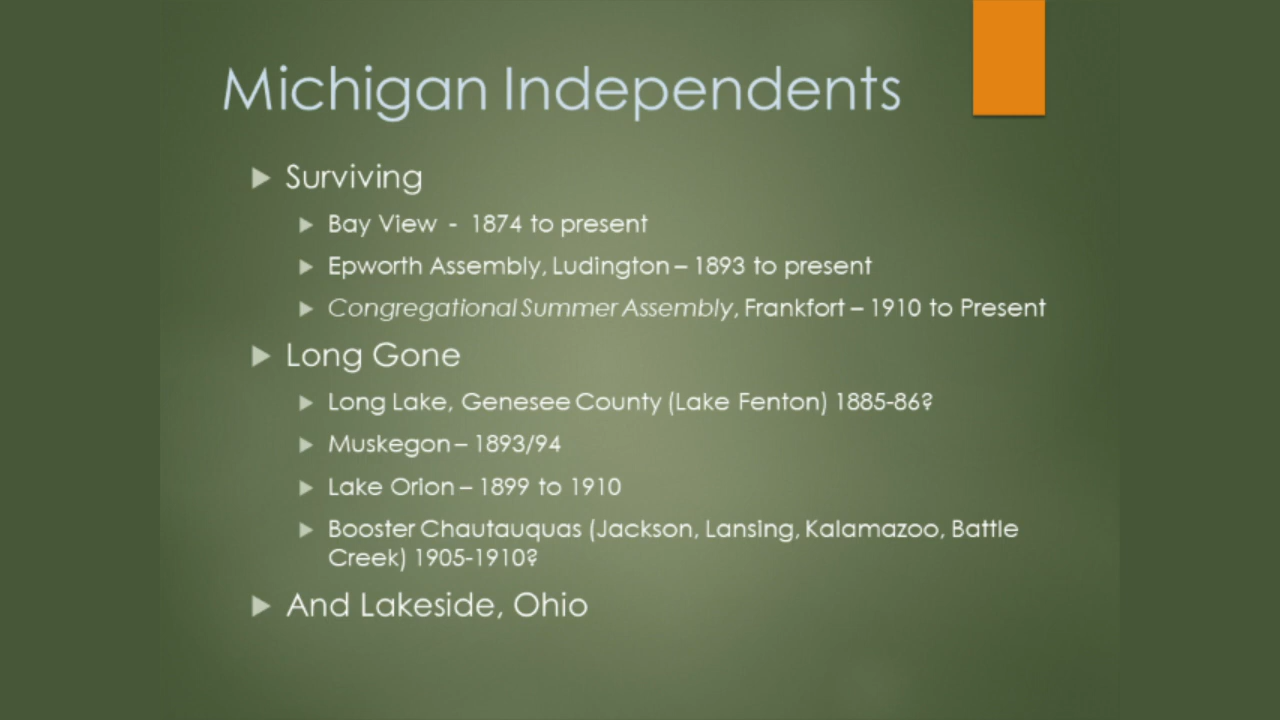 Michigan Independents
Surviving
Bay View - 1874 to present
Epworth Assembly, Ludington – 1893 to present
Congregational Summer Assembly, Frankfort – 1910 to Present
Long Gone
Long Lake, Genesee County (Lake Fenton) 1885-86?
Muskegon – 1893/94
Lake Orion – 1899 to 1910
Booster Chautauquas (Jackson, Lansing, Kalamazoo, Battle
Creek) 1905-1910?
And Lakeside, Ohio